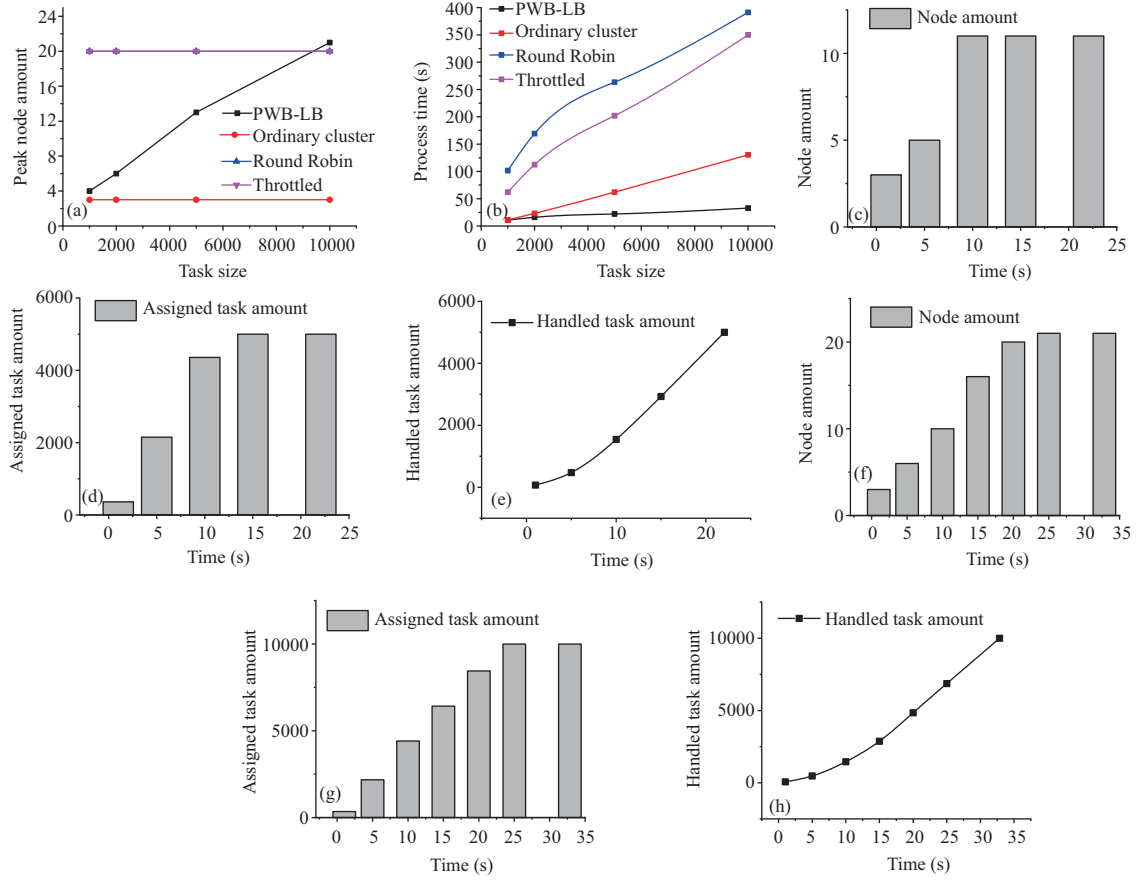 24
20
16
12
8
4
0
Peak node amount
PWB-LB
Ordinary cluster
Round Robin
Throttled
(a)
0 2000 4000 6000 8000 10000
Task size
400
350
300
250
200
150
100
50
0
Process time (s)
PWB-LB
Ordinary cluster
Round Robin
Throttled
(b)
0 2000 4000 6000 8000 10000
Task size
10
5
0
Node amount
Node amount
(c)
0 5 10 15 20 25
Time (s)
6000
4000
2000
0
Assigned task amount
Assigned task amount
(d)
0 5 10 15 20 25
Time (s)
6000
4000
2000
0
Handled task amount
Handled task amount
(e)
0 10 20
Time (s)
20
10
0
Node amount
Node amount
(f)
0 5 10 15 20 25 30 35
Time (s)
10000
5000
0
Assigned task amount
Assigned task amount
(g)
0 5 10 15 20 25 30 35
Time (s)
10000
5000
0
Handled task amount
Handled task amount
(h)
0 5 10 15 20 25 30 35
Time (s)